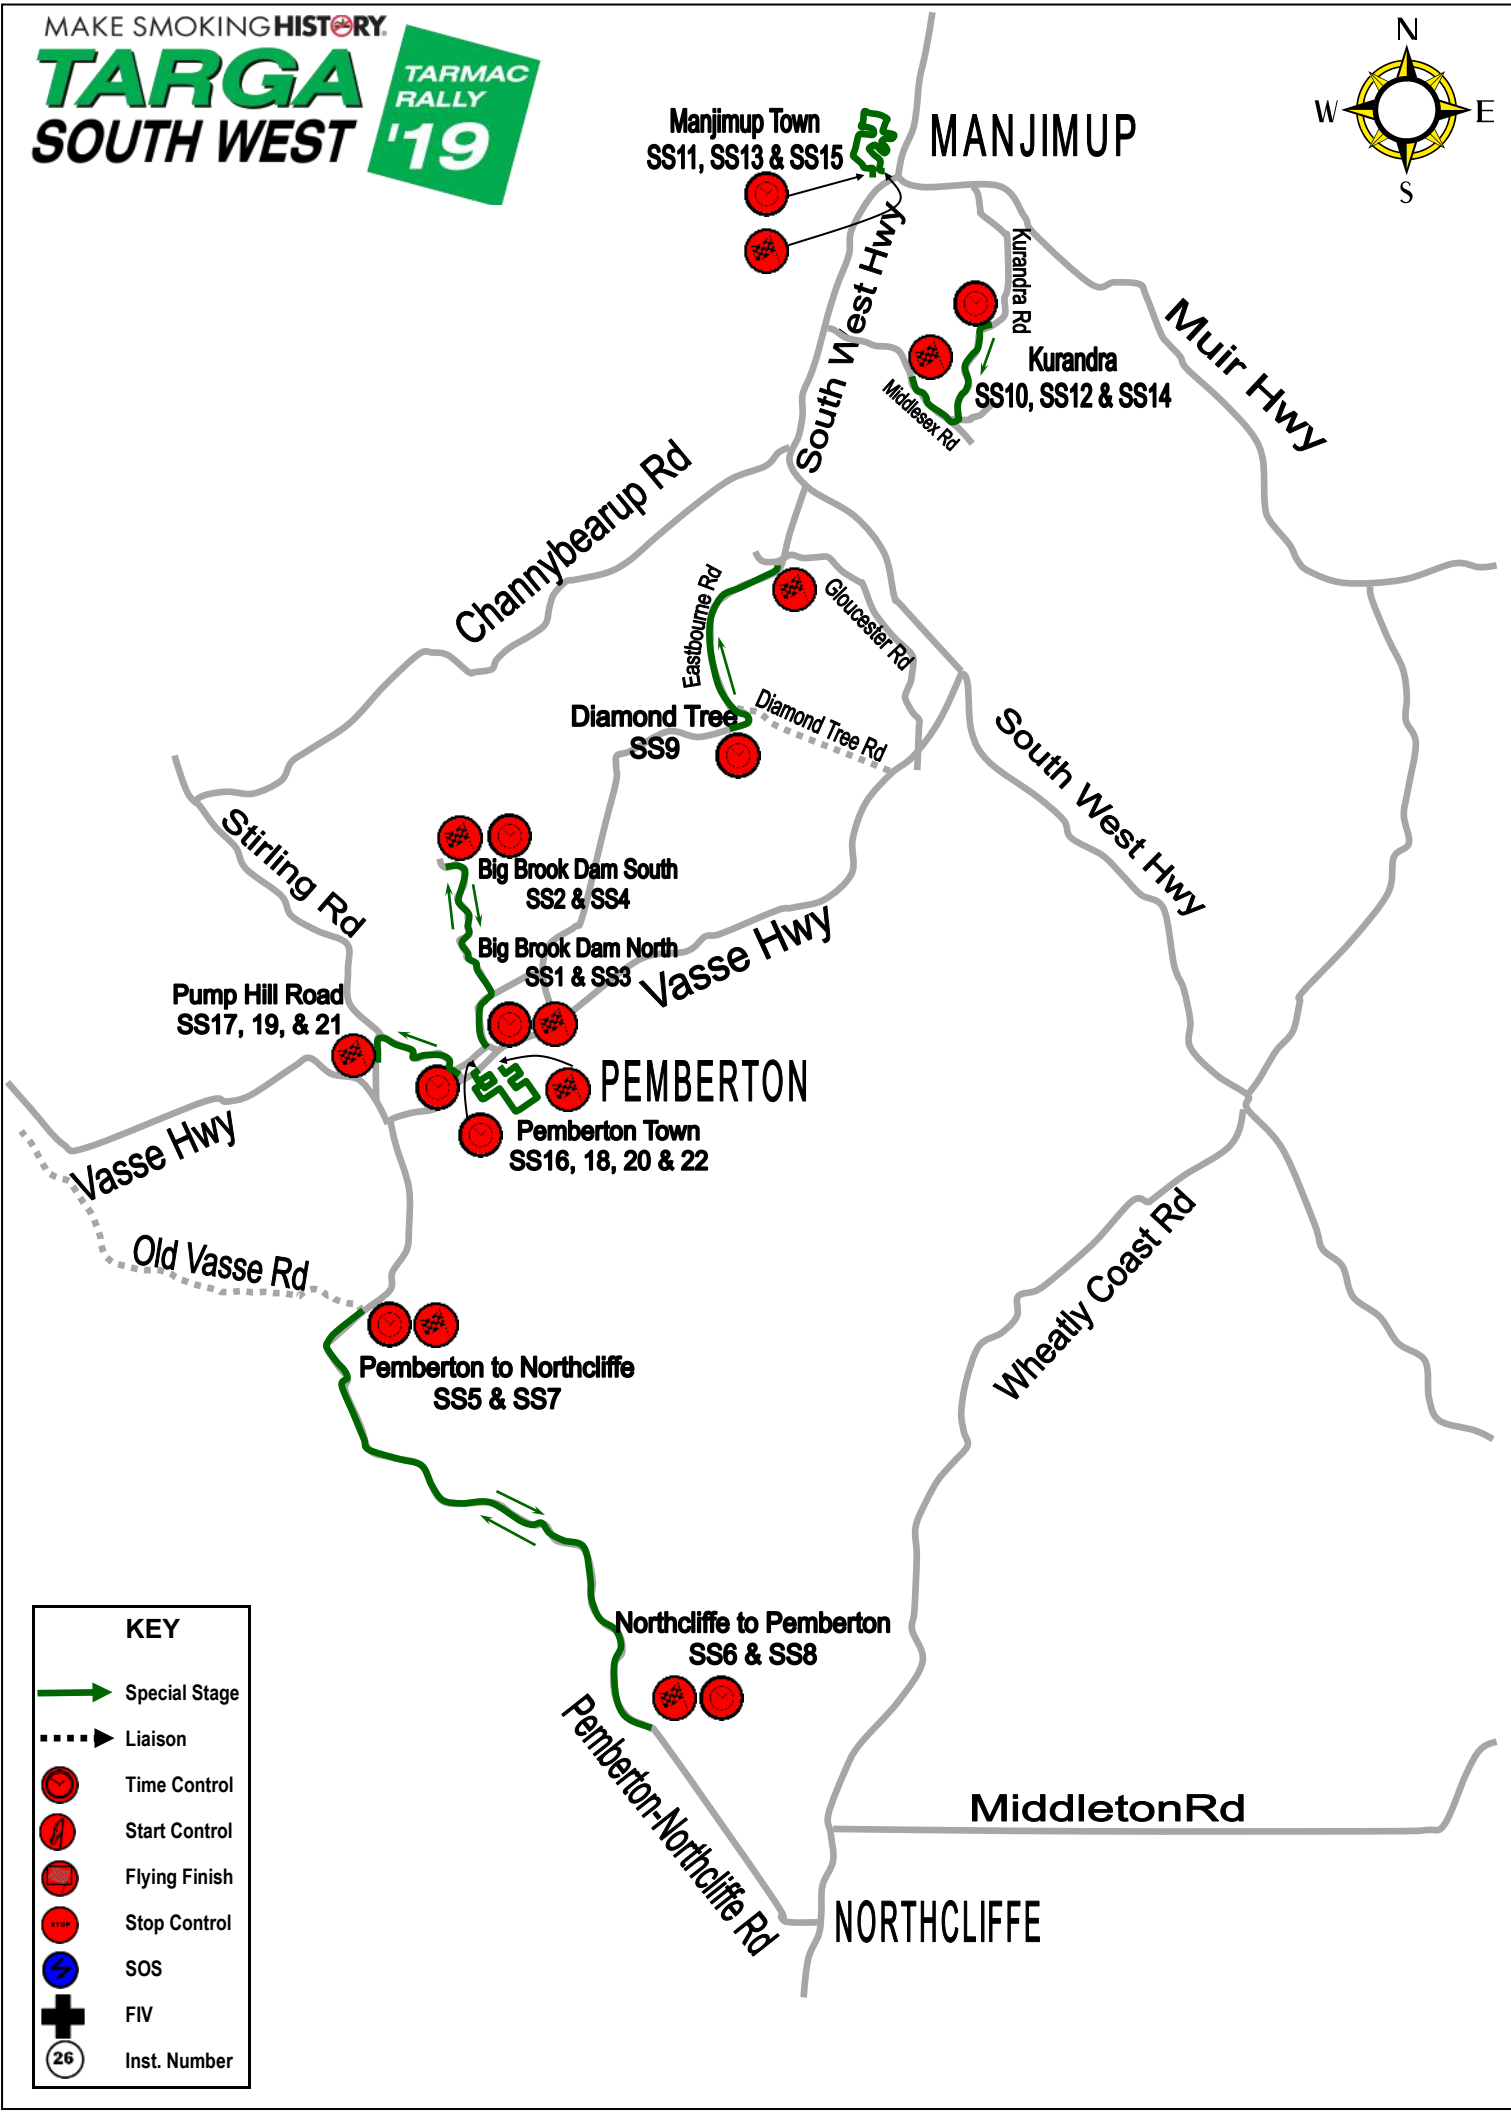 MAKE SMOKING HISTORY.
TARGA
SOUTH WEST
TARMAC
RALLY
'19
N
W
E
S
Manjimup Town
SS11, SS13 & SS15
MANJIMUP
South West Hwy
Kurandra Rd
Muir Hwy
Kurandra
SS10, SS12 & SS14
Middlesex Rd
Channybearup Rd
Eastbourne Rd
Gloucester Rd
Diamond Tree
SS9
Diamond Tree Rd
South West Hwy
Stirling Rd
Big Brook Dam South
SS2 & SS4
Big Brook Dam North
SS1 & SS3
Vasse Hwy
Pump Hill Road
SS17, 19, & 21
PEMBERTON
Pemberton Town
SS16, 18, 20 & 22
Vasse Hwy
Old Vasse Rd
Wheatly Coast Rd
Pemberton to Northcliffe
SS5 & SS7
Northcliffe to Pemberton
SS6 & SS8
Pemberton-Northcliffe Rd
MiddletonRd
NORTHCLIFFE
KEY
Special Stage
Liaison
Time Control
Start Control
Flying Finish
STOP
Stop Control
SOS
FIV
26
Inst. Number